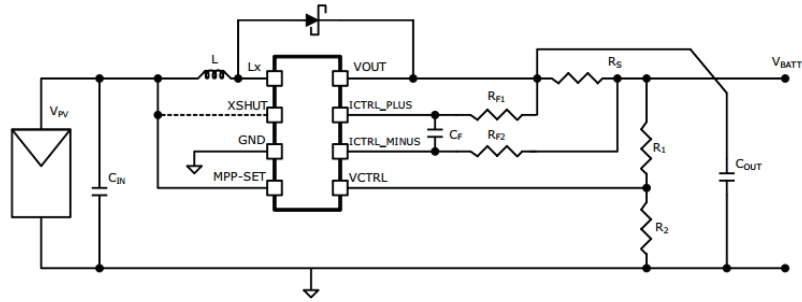 L
Lx
VOUT
RS
VBATT
VPV
XSHUT
ICTRL_PLUS
RF1
GND
CF
ICTRL_MINUS
RF2
R1
CIN
MPP-SET
VCTRL
COUT
R2